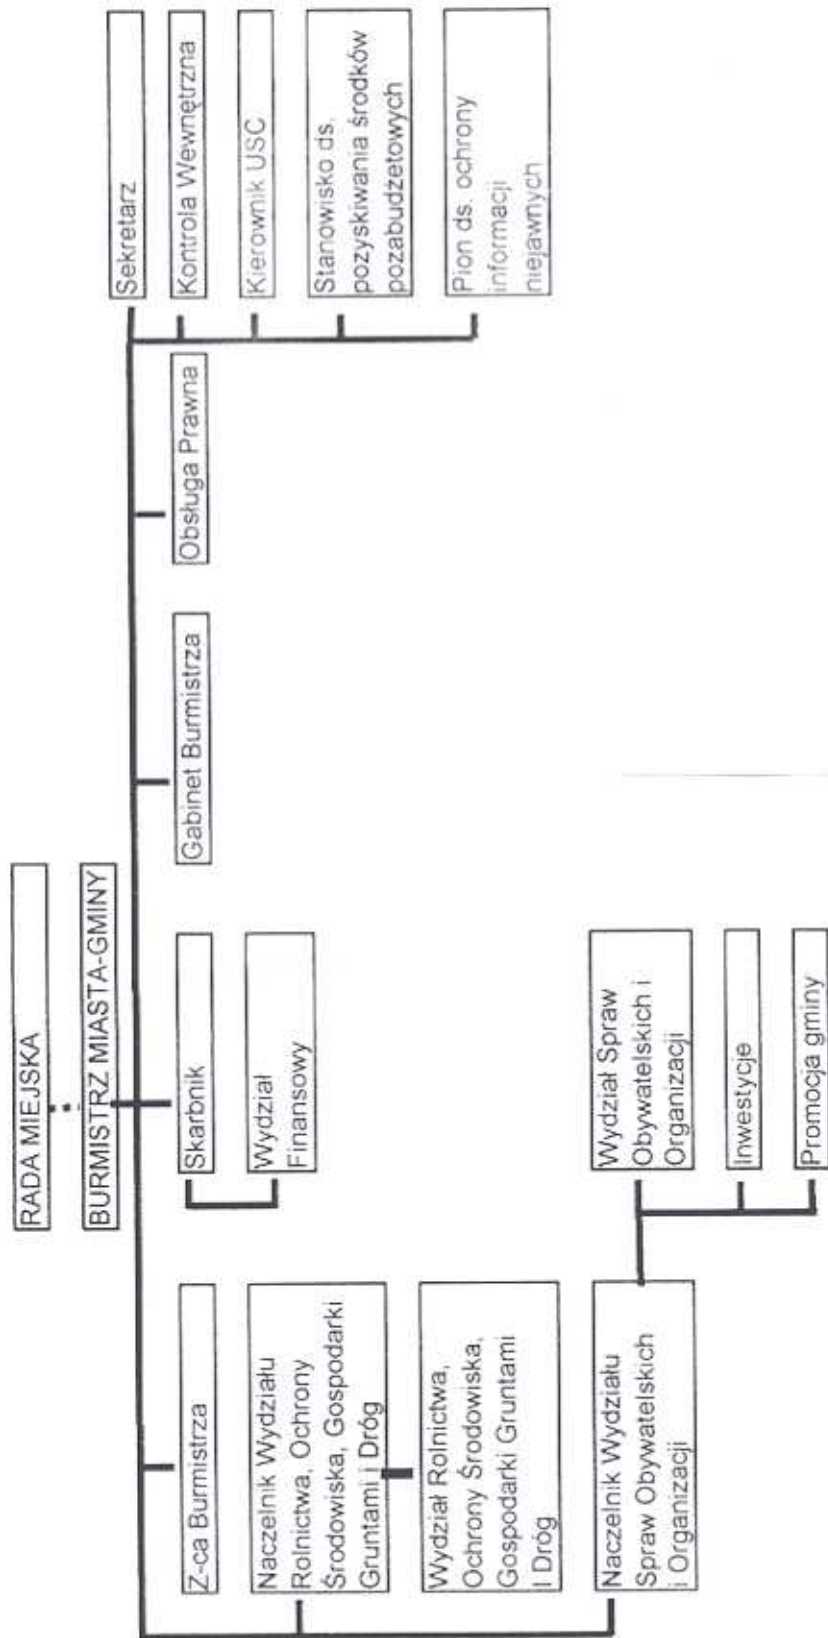 RADA MIEJSKA
BURMISTRZ MIASTA-GMINY
Z-ca Burmistrza
Naczelnik Wydziału
Rolnictwa, Ochrony
Środowiska, Gospodarki
Gruntami i Dróg
Wydział Rolnictwa,
Ochrony Środowiska,
Gospodarki Gruntami
I Dróg
Naczelnik Wydziału
Spraw Obywatelskich
i Organizacji
Wydział Spraw
Obywatelskich i
Organizacji
Inwestycje
Promocja gminy
Skarbnik
Wydział
Finansowy
Gabinet Burmistrza
Obsługa Prawna
Sekretarz
Kontrola Wewnętrzna
Kierownik USC
Stanowisko ds.
pozyskiwania środków
pozabudżetowych
Pion ds. ochrony
informacji
niejawnych